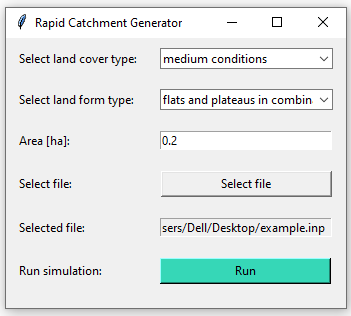 Rapid Catchment Generator
Select land cover type: medium conditions
Select land form type: flats and plateaus in combin
Area [ha]: 0.2
Select file: Select file
Selected file: sers/Dell/Desktop/example.inp
Run simulation: Run